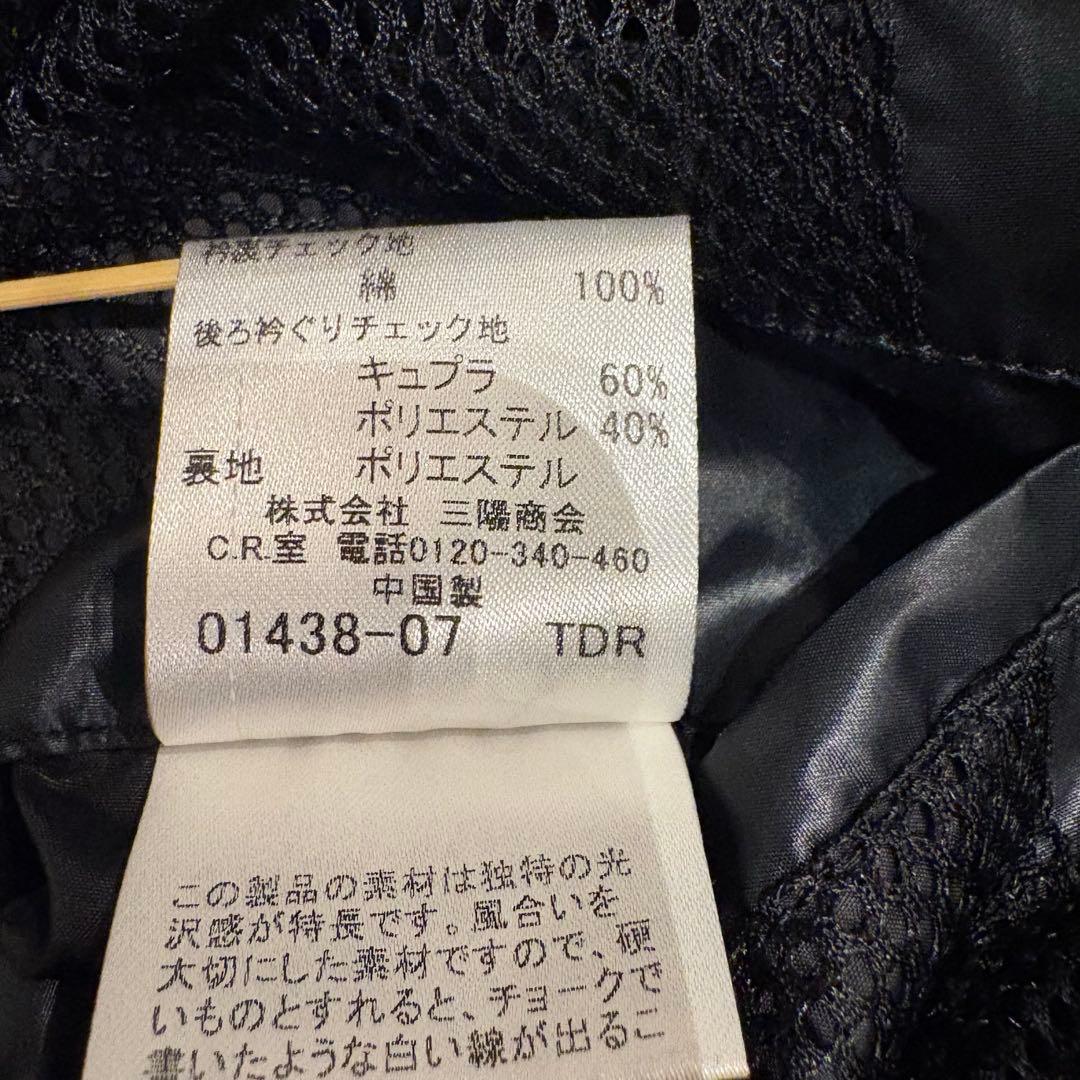 衿裏チェック地
綿 100%
後ろ衿ぐりチェック地
キュプラ 60%
ポリエステル 40%
裏地 ポリエステル
株式会社 三陽商会
C.R.室 電話0120-340-460
中国製
01438-07 TDR
この製品の素材は独特の光
沢感が特長です。風合いを
大切にした素材ですので、硬
いものとすれると、チョークで
書いたような白い線が出るこ